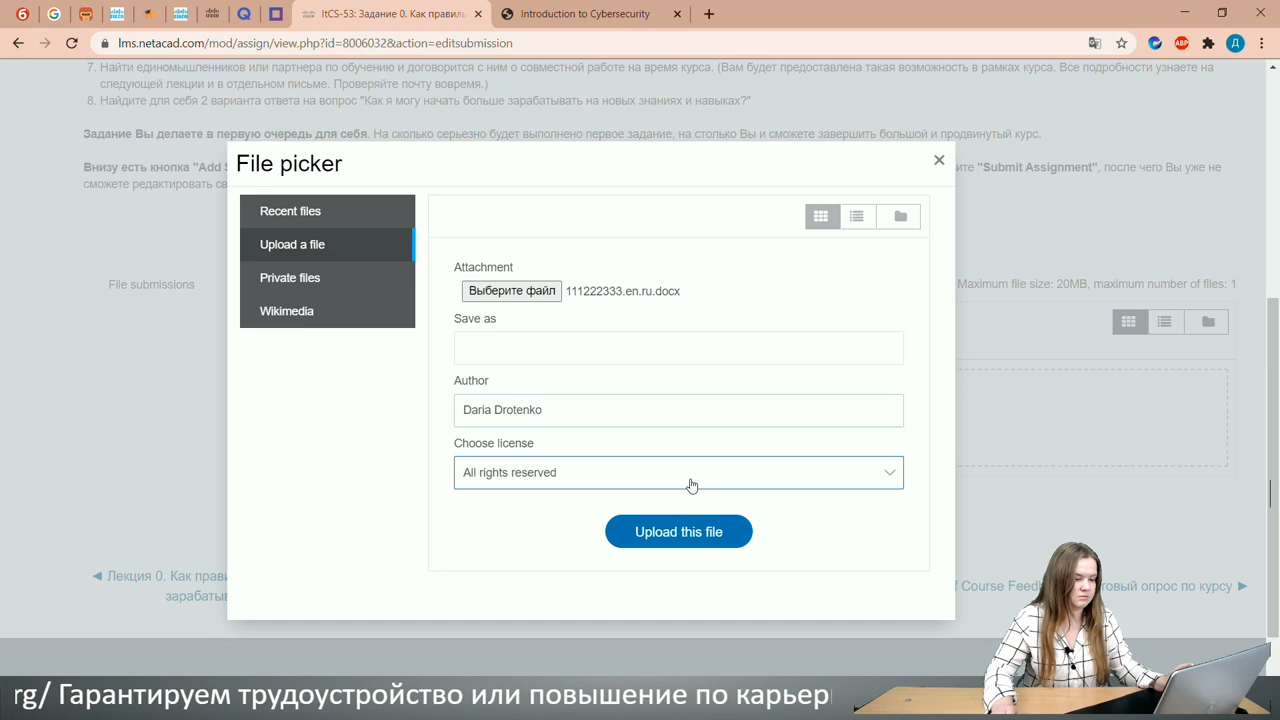 ItCS-53: Задание 0. Как правиль
Introduction to Cybersecurity
lms.netacad.com/mod/assign/view.php?id=8006032&action=editsubmission
7. Найти единомышленников или партнера по обучению и договорится с ним о совместной работе на время курса. (Вам будет предоставлена такая возможность в рамках курса. Все подробности узнаете на
следующей лекции и в отдельном письме. Проверяйте почту вовремя.)
8. Найдите для себя 2 варианта ответа на вопрос "Как я могу начать больше зарабатывать на новых знаниях и навыках?"
Задание Вы делаете в первую очередь для себя. На сколько серьезно будет выполнено первое задание, на столько Вы и сможете завершить большой и продвинутый курс.
Внизу есть кнопка "Add S
ите "Submit Assignment", после чего Вы уже не
сможете редактировать св
File picker
Recent files
Upload a file
Private files
Wikimedia
Attachment
Выберите файл 111222333.en.ru.docx
Save as
Author
Daria Drotenko
Choose license
All rights reserved
Upload this file
File submissions
Maximum file size: 20MB, maximum number of files: 1
◄ Лекция 0. Как прави
зарабатыв
f Course Feed
овый опрос по курсу ►
rg/ Гарантируем трудоустройство или повышение по карьер